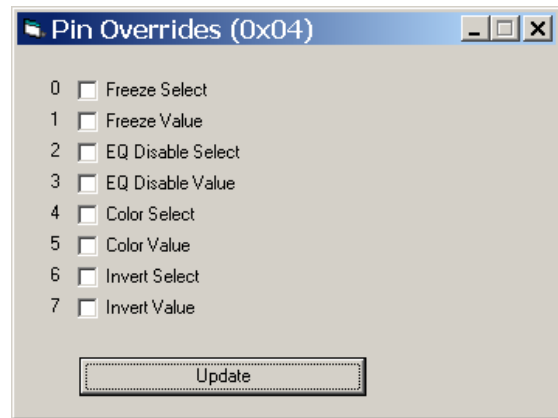 Pin Overrides (0x04)
0 Freeze Select
1 Freeze Value
2 EQ Disable Select
3 EQ Disable Value
4 Color Select
5 Color Value
6 Invert Select
7 Invert Value
Update